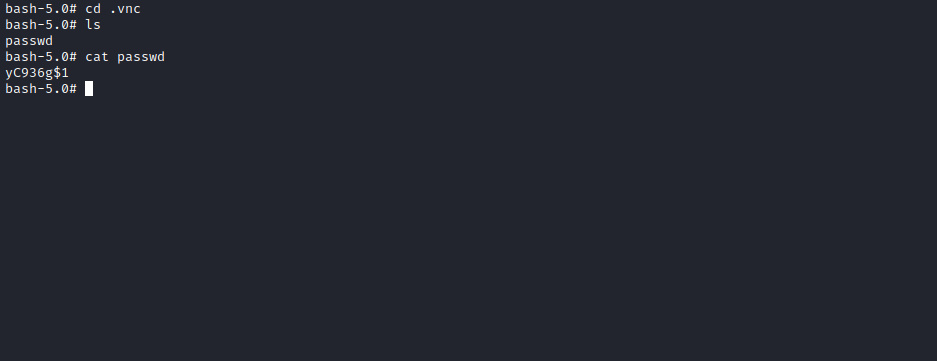 bash-5.0# cd .vnc
bash-5.0# ls
passwd
bash-5.0# cat passwd
yC936g$1
bash-5.0#